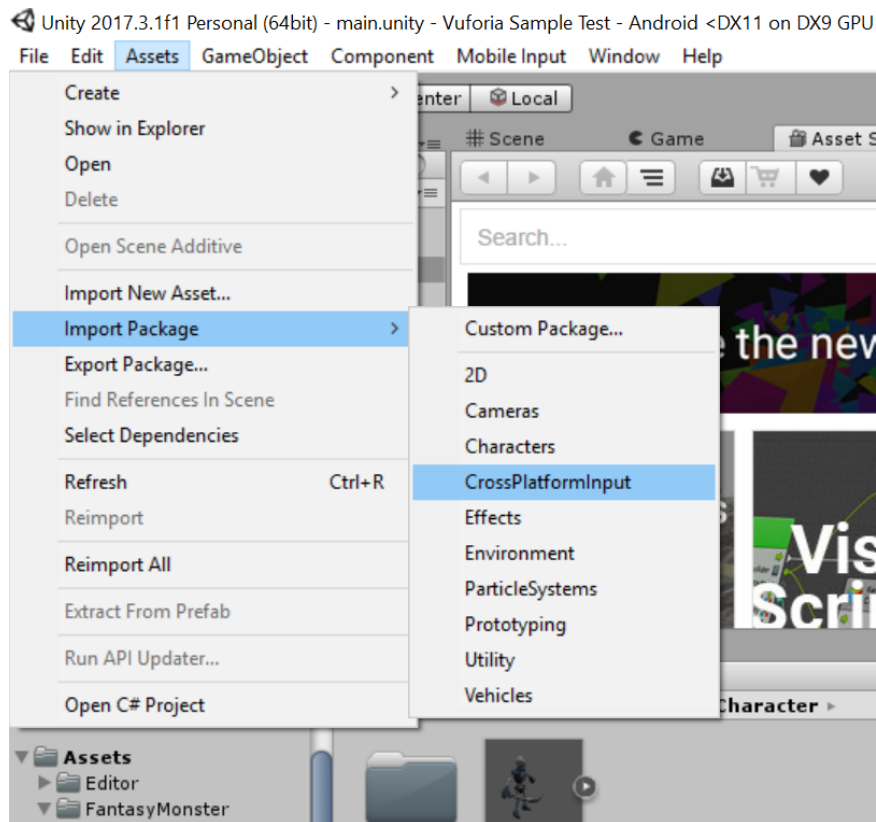 Unity 2017.3.1f1 Personal (64bit) - main.unity - Vuforia Sample Test - Android <DX11 on DX9 GPU
File Edit Assets GameObject Component Mobile Input Window Help
Create
Show in Explorer
Open
Delete
Open Scene Additive
Import New Asset...
Import Package
Export Package...
Find References In Scene
Select Dependencies
Refresh Ctrl+R
Reimport
Reimport All
Extract From Prefab
Run API Updater...
Open C# Project
Custom Package...
2D
Cameras
Characters
CrossPlatformInput
Effects
Environment
ParticleSystems
Prototyping
Utility
Vehicles
enter Local
Scene Game Asset S
Search...
the new
Vis
Scri
Character
Assets
Editor
FantasyMonster